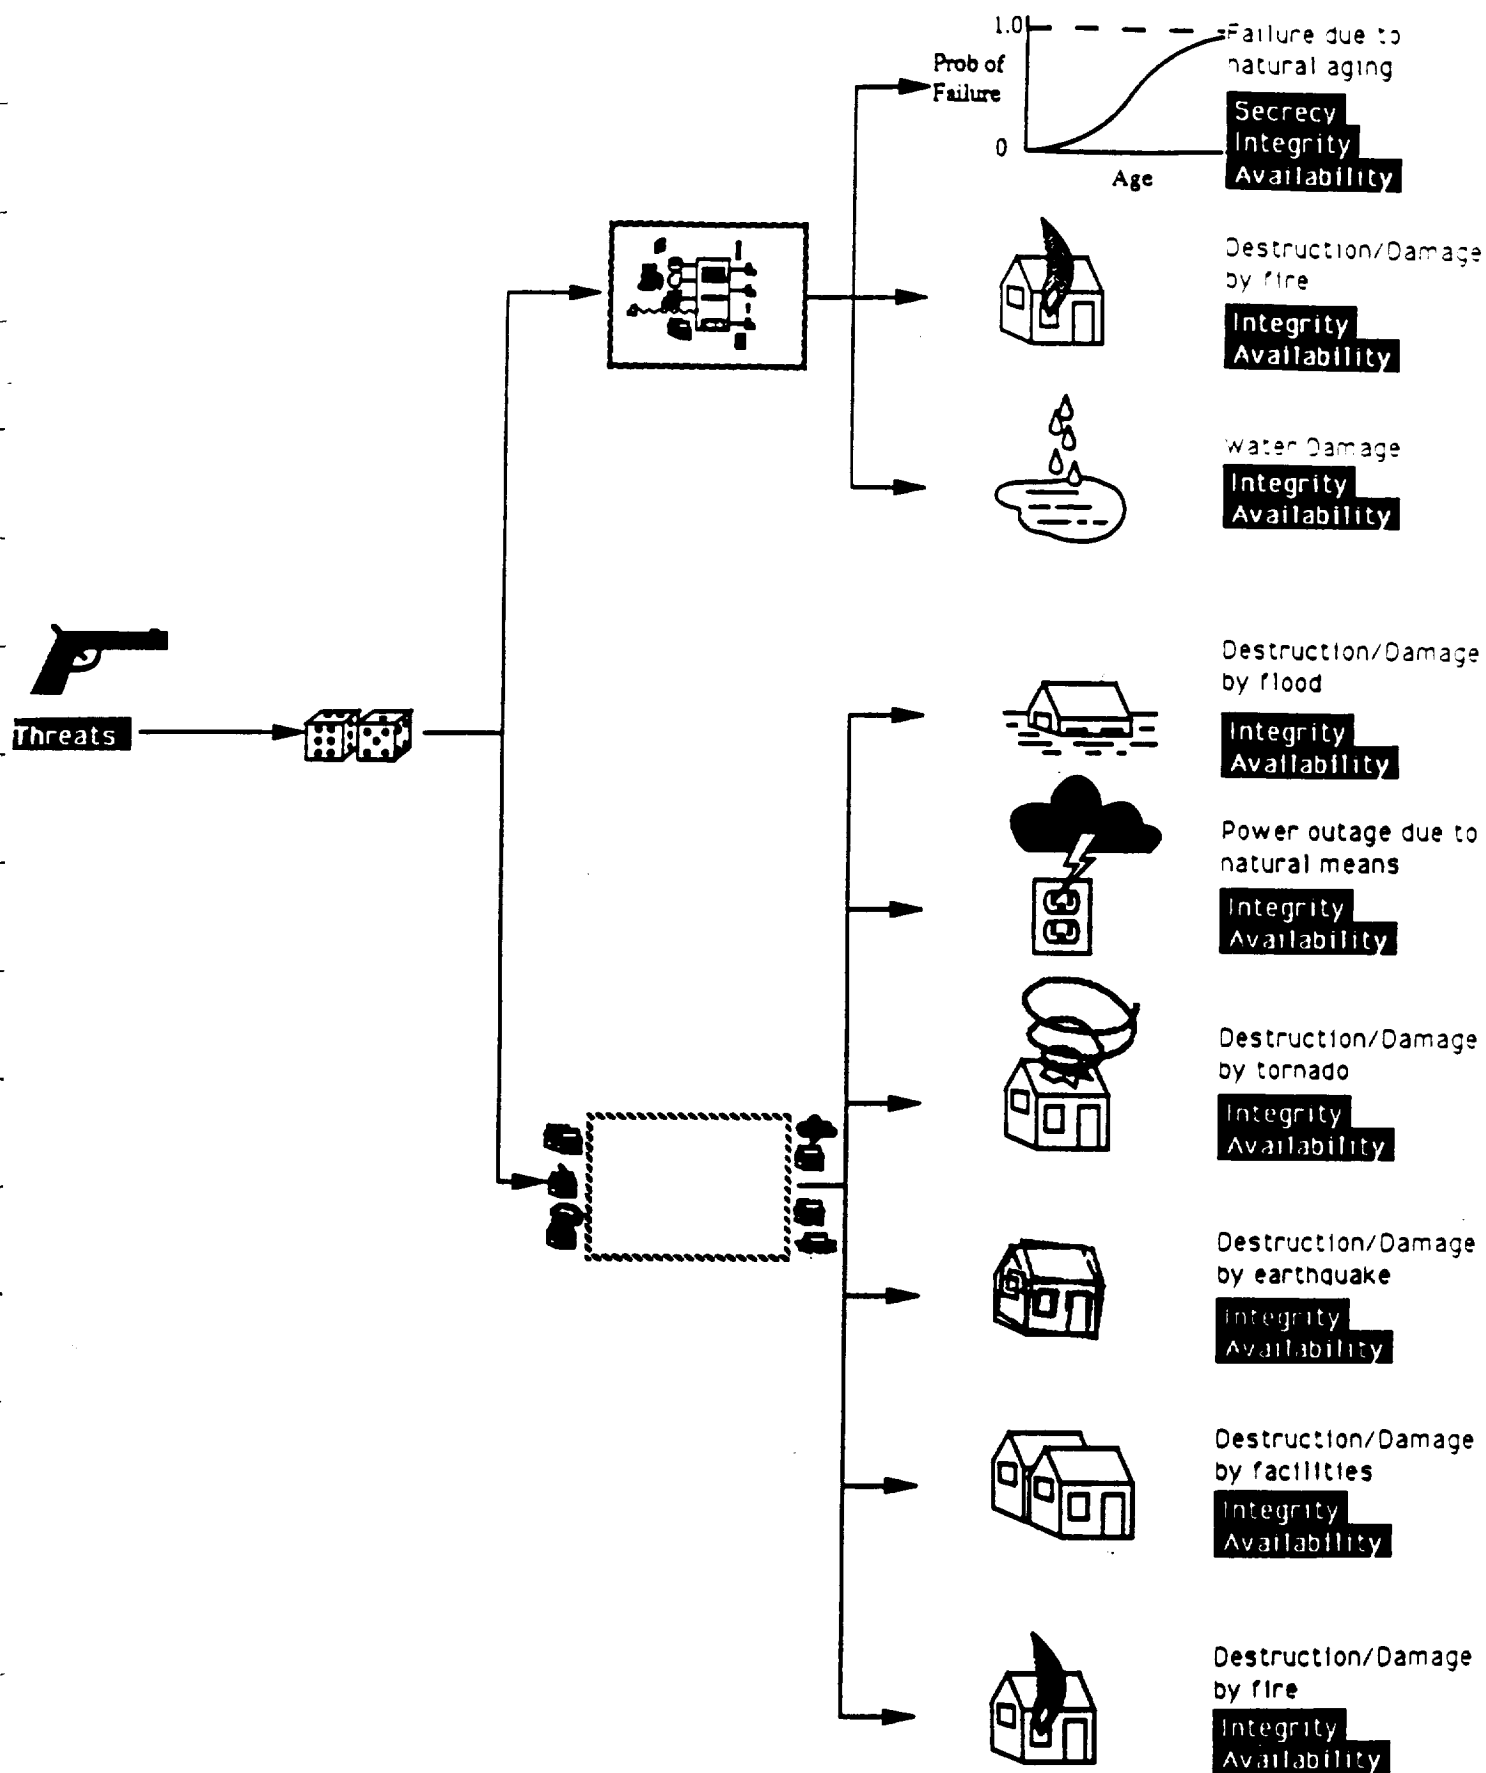 1.0
Prob of
Failure
0
Age
Failure due to
natural aging
Secrecy
Integrity
Availability
Destruction/Damage
by fire
Integrity
Availability
Water Damage
Integrity
Availability
Threats
Destruction/Damage
by flood
Integrity
Availability
Power outage due to
natural means
Integrity
Availability
Destruction/Damage
by tornado
Integrity
Availability
Destruction/Damage
by earthquake
Integrity
Availability
Destruction/Damage
by facilities
Integrity
Availability
Destruction/Damage
by fire
Integrity
Availability